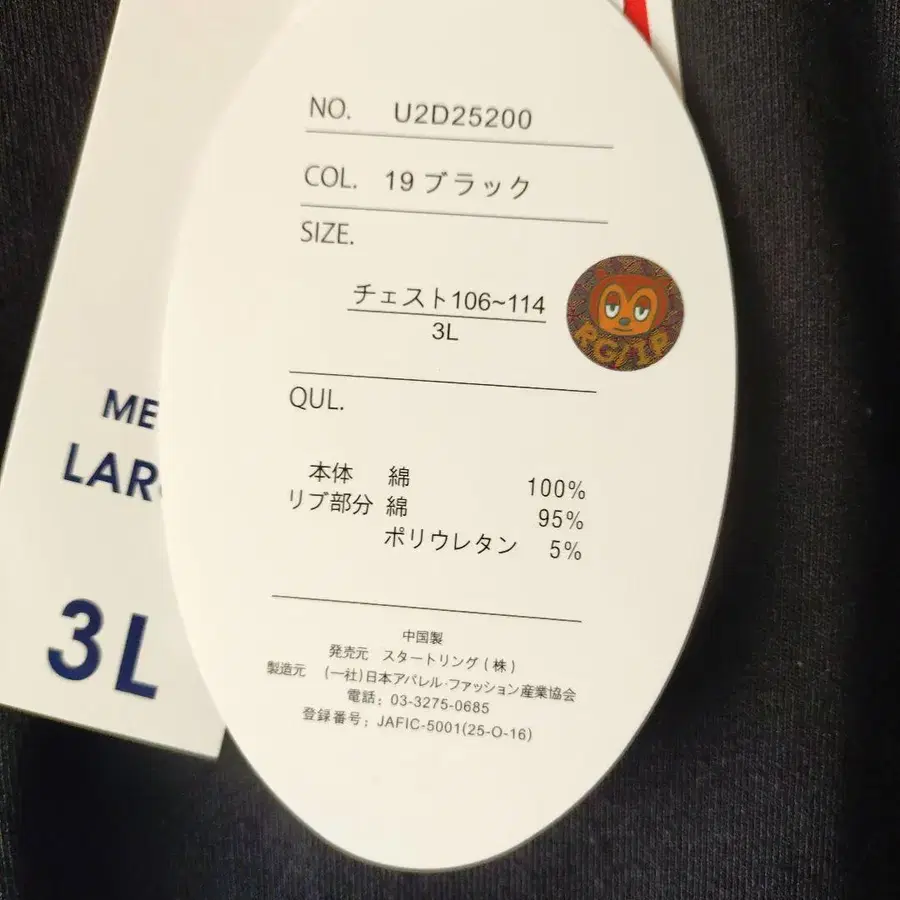 NO. U2D25200
COL. 19 ブラック
SIZE.
チェスト106~114
3L
RG/IR
QUL.
本体 綿 100%
リブ部分 綿 95%
ポリウレタン 5%
中国製
発売元 スタートリング(株)
製造元 (一社)日本アパレル・ファッション産業協会
電話; 03-3275-0685
登録番号; JAFIC-5001(25-O-16)
3L